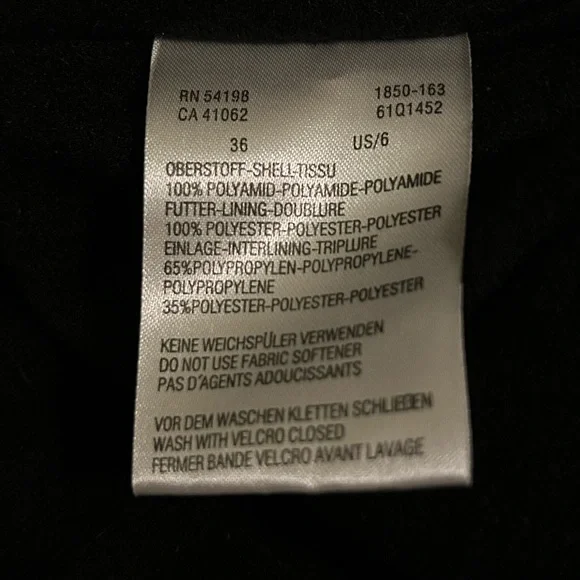 RN 54198 1850-163
CA 41062 61Q1452
36 US/6
OBERSTOFF-SHELL-TISSU
100% POLYAMID-POLYAMIDE-POLYAMIDE
FUTTER-LINING-DOUBLURE
100% POLYESTER-POLYESTER-POLYESTER
EINLAGE-INTERLINING-TRIPLURE
65%POLYPROPYLEN-POLYPROPYLENE-
POLYPROPYLENE
35%POLYESTER-POLYESTER-POLYESTER
KEINE WEICHSPÜLER VERWENDEN
DO NOT USE FABRIC SOFTENER
PAS D'AGENTS ADOUCISSANTS
VOR DEM WASCHEN KLETTEN SCHLIEßEN
WASH WITH VELCRO CLOSED
FERMER BANDE VELCRO AVANT LAVAGE